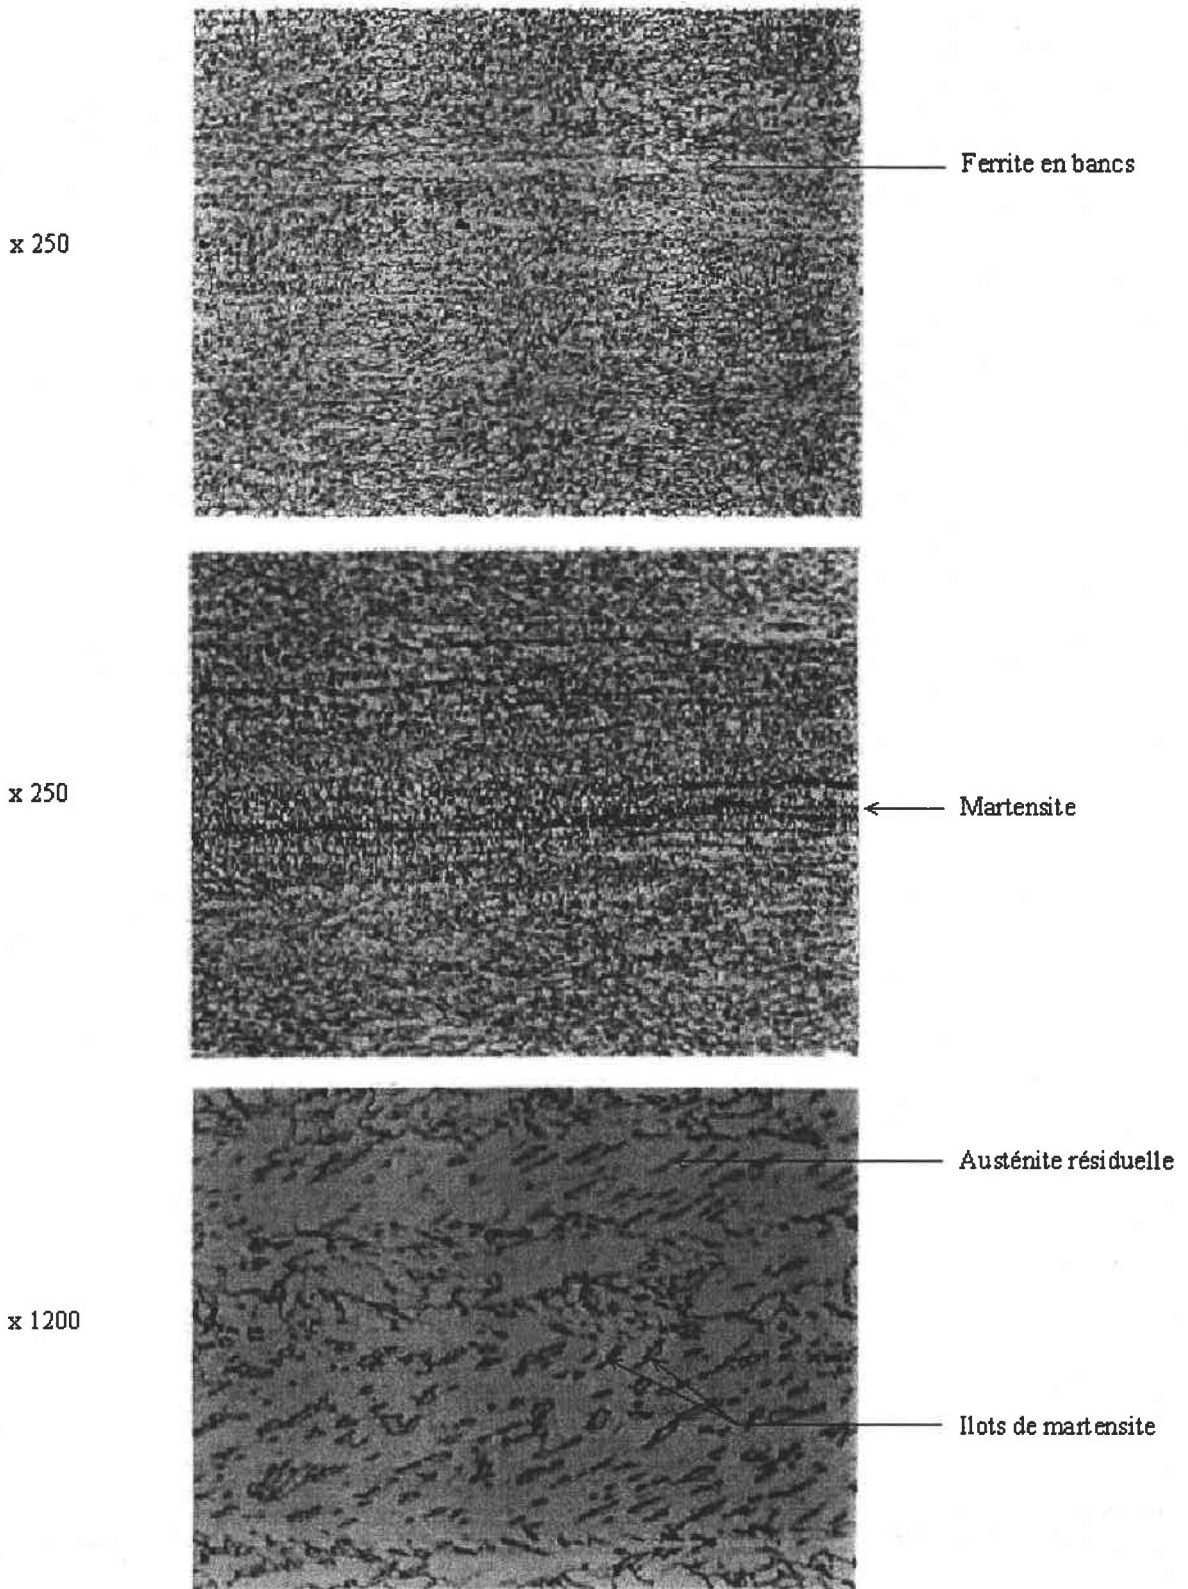 Ferrite en bancs
x 250
x 250
Martensite
Austénite résiduelle
x 1200
Ilots de martensite